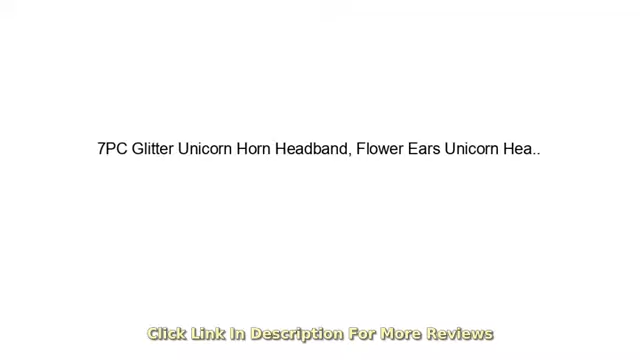 7PC Glitter Unicorn Horn Headband, Flower Ears Unicorn Hea..
Click Link In Description For More Reviews